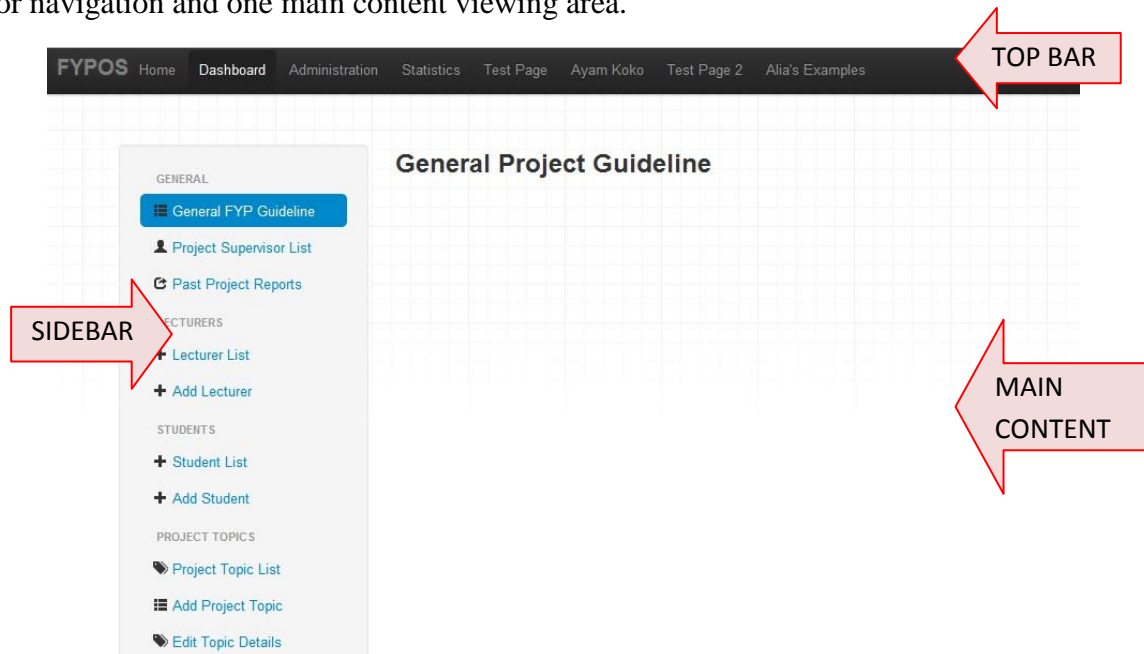 or navigation and one main content viewing area.
TOP BAR
FYPOS Home Dashboard Administration Statistics Test Page Ayam Koko Test Page 2 Alia's Examples
General Project Guideline
GENERAL
General FYP Guideline
Project Supervisor List
Past Project Reports
SIDEBAR
ECTURERS
Lecturer List
Add Lecturer
MAIN
CONTENT
STUDENTS
Student List
Add Student
PROJECT TOPICS
Project Topic List
Add Project Topic
Edit Topic Details